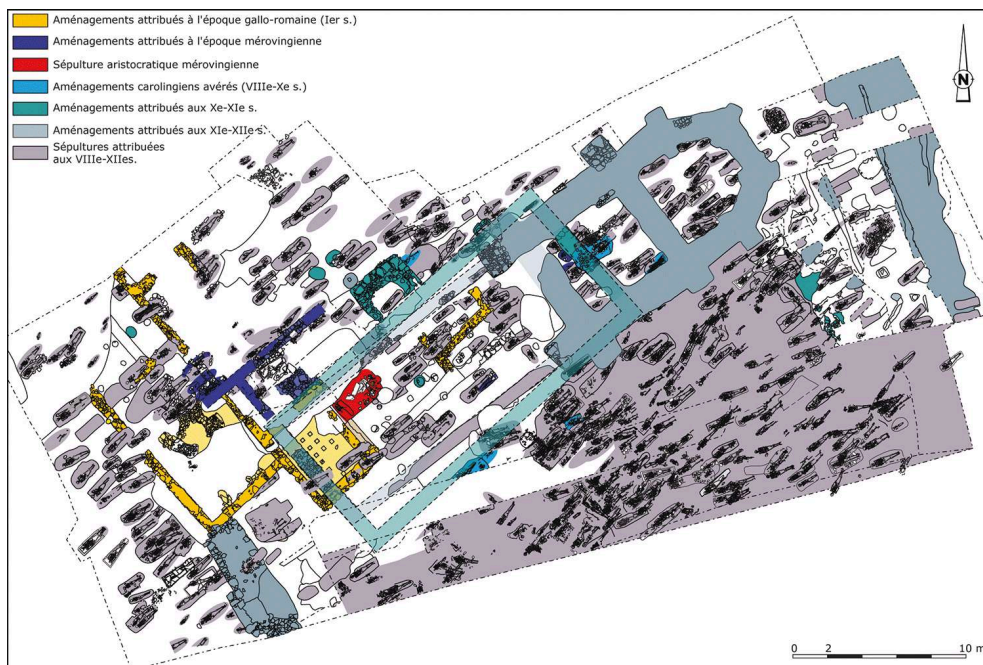 Aménagements attribués à l'époque gallo-romaine (Ier s.)
Aménagements attribués à l'époque mérovingienne
Sépulture aristocratique mérovingienne
Aménagements carolingiens avérés (VIIIe-Xe s.)
Aménagements attribués aux Xe-XIe s.
Aménagements attribués aux XIe-XIIe s.
Sépultures attribuées
aux VIIIe-XIIes.
N
0 2 10 m